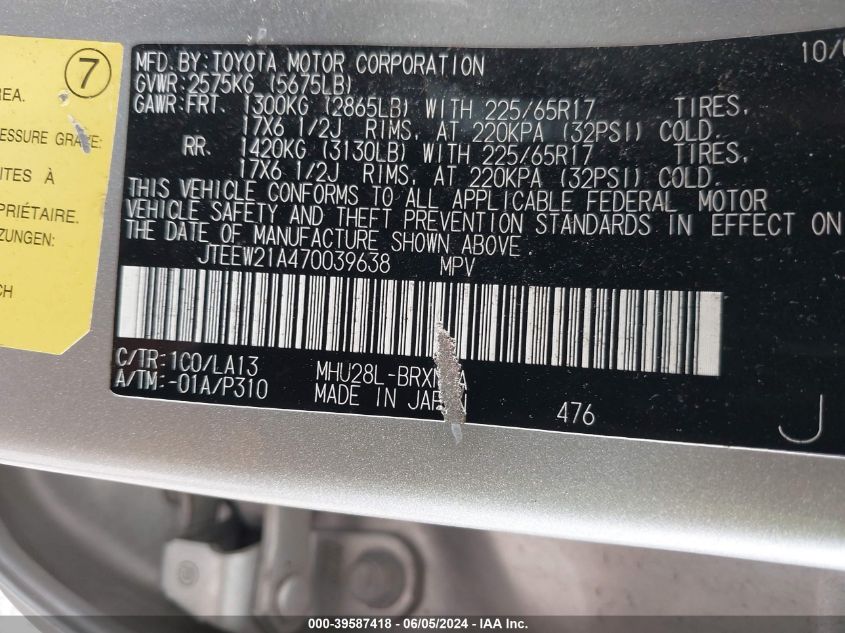 7
REA.
ESSURE GRAVE:
ITES À
PRIÉTAIRE.
ZUNGEN:
CH
MFD. BY: TOYOTA MOTOR CORPORATION 10/
GVWR: 2575KG (5675LB)
GAWR: FRT. 1300KG (2865LB) WITH 225/65R17 TIRES,
17X6 1/2J RIMS, AT 220KPA (32PSI) COLD.
RR. 1420KG (3130LB) WITH 225/65R17 TIRES,
17X6 1/2J RIMS, AT 220KPA (32PSI) COLD.
THIS VEHICLE CONFORMS TO ALL APPLICABLE FEDERAL MOTOR
VEHICLE SAFETY AND THEFT PREVENTION STANDARDS IN EFFECT ON
THE DATE OF MANUFACTURE SHOWN ABOVE.
JTEEW21A470039638 MPV
C/TR: 1C0/LA13
A/TM: -01A/P310
MADE IN JAPAN
476
J
000-39587418 - 06/05/2024 - IAA Inc.